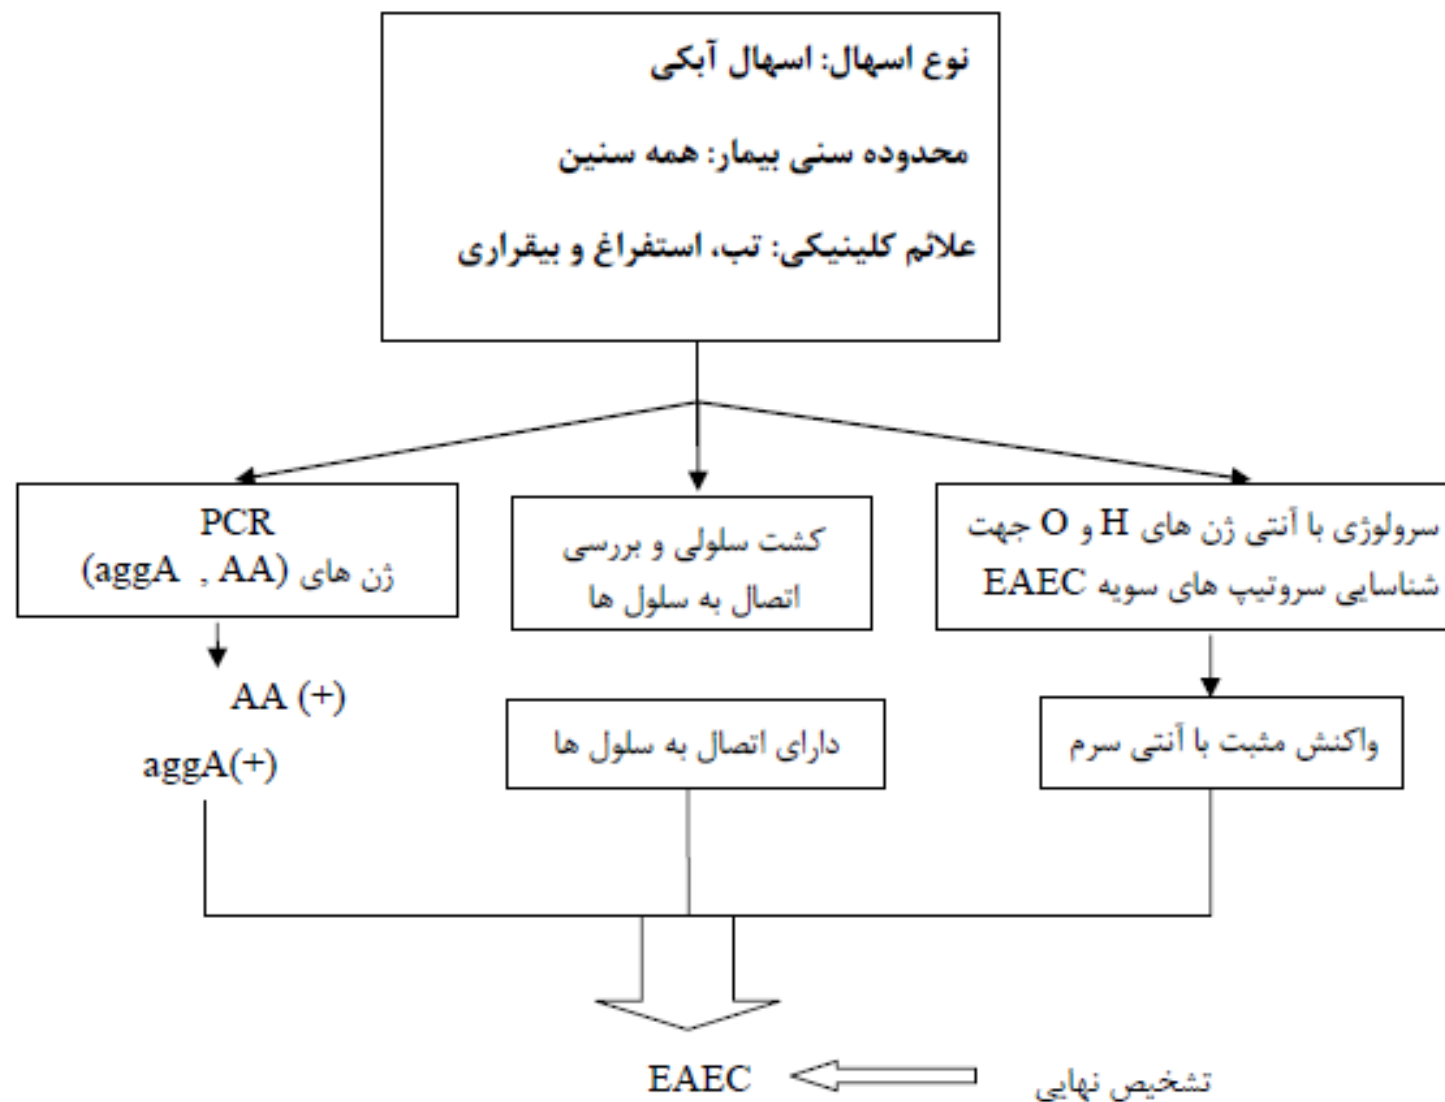 نوع اسهال: اسهال آبکی
محدوده سنی بیمار: همه سنین
علائم کلینیکی: تب، استفراغ و بیقراری
سرولوژی با آنتی ژن های H و O جهت
شناسایی سروتیپ های سویه EAEC
کشت سلولی و بررسی
اتصال به سلول ها
PCR
ژن های (aggA , AA)
واکنش مثبت با آنتی سرم
دارای اتصال به سلول ها
AA (+)
aggA(+)
تشخیص نهایی
EAEC